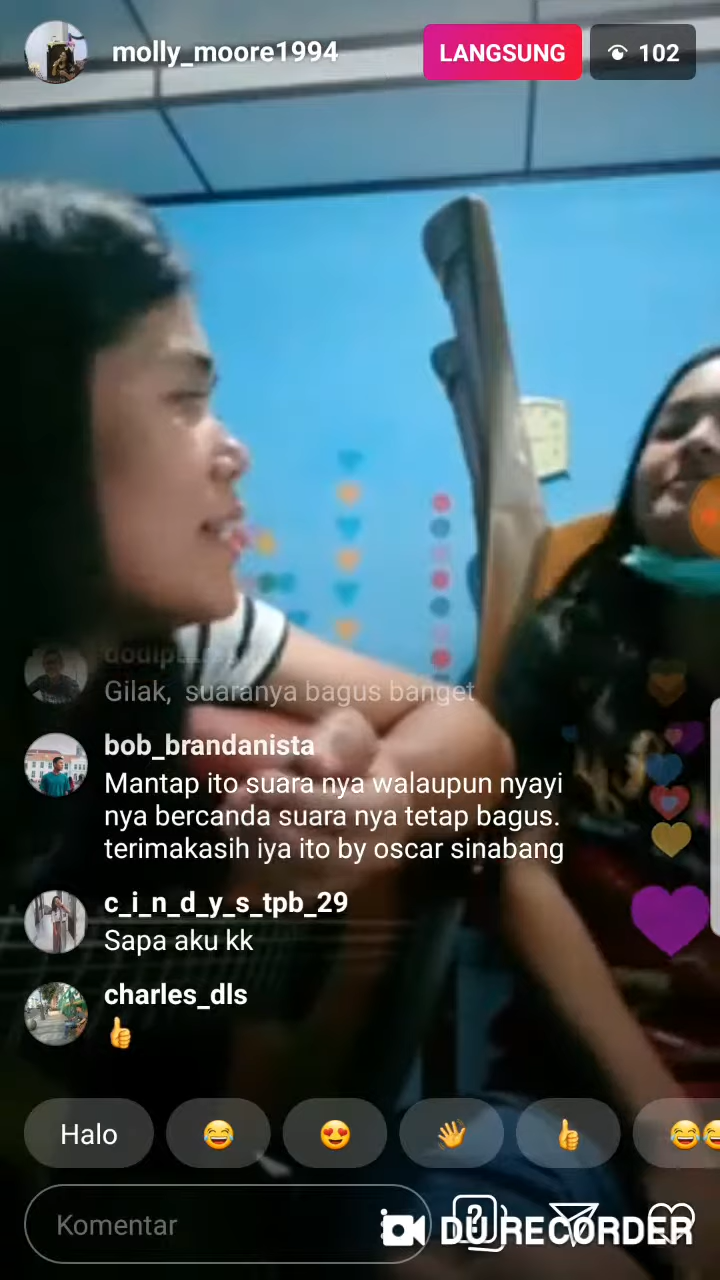 molly_moore1994
LANGSUNG
102
Gilak, suaranya bagus banget
bob_brandanista
Mantap ito suara nya walaupun nyayi
nya bercanda suara nya tetap bagus.
terimakasih iya ito by oscar sinabang
c_i_n_d_y_s_tpb_29
Sapa aku kk
charles_dls
👍
Halo 😂 😍 👋 👍 😂😂
Komentar
DU RECORDER